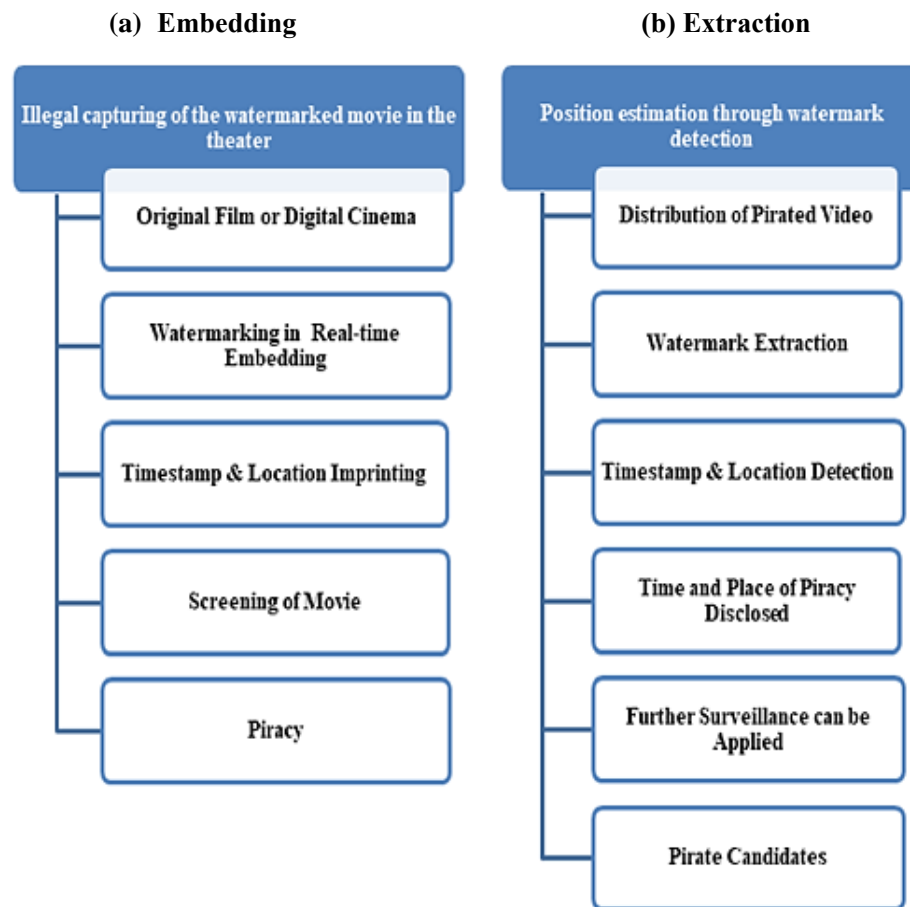 (a) Embedding
Illegal capturing of the watermarked movie in the
theater
Original Film or Digital Cinema
Watermarking in Real-time
Embedding
Timestamp & Location Imprinting
Screening of Movie
Piracy
(b) Extraction
Position estimation through watermark
detection
Distribution of Pirated Video
Watermark Extraction
Timestamp & Location Detection
Time and Place of Piracy
Disclosed
Further Surveillance can be
Applied
Pirate Candidates